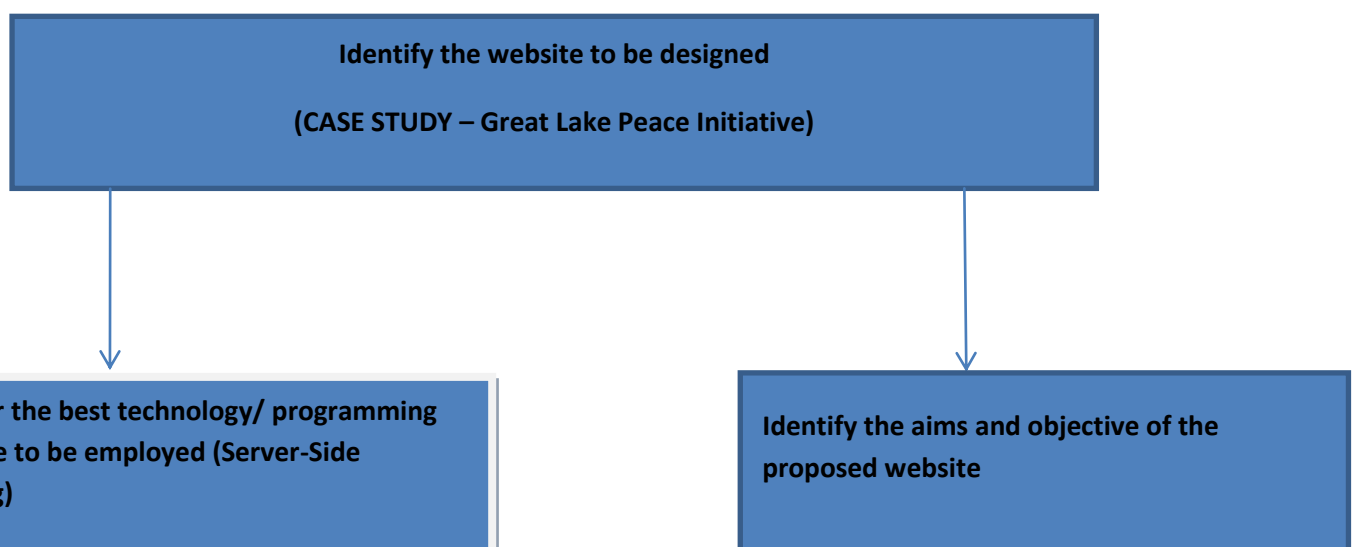 Identify the website to be designed
(CASE STUDY – Great Lake Peace Initiative)
the best technology/ programming
to be employed (Server-Side
Identify the aims and objective of the
proposed website